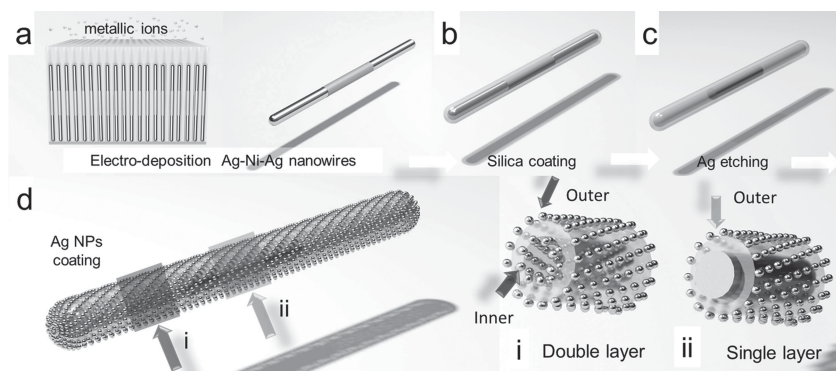 a
metallic ions
Electro-deposition Ag-Ni-Ag nanowires
b
Silica coating
c
Ag etching
d
Ag NPs
coating
i
ii
Outer
Inner
i Double layer
Outer
ii Single layer